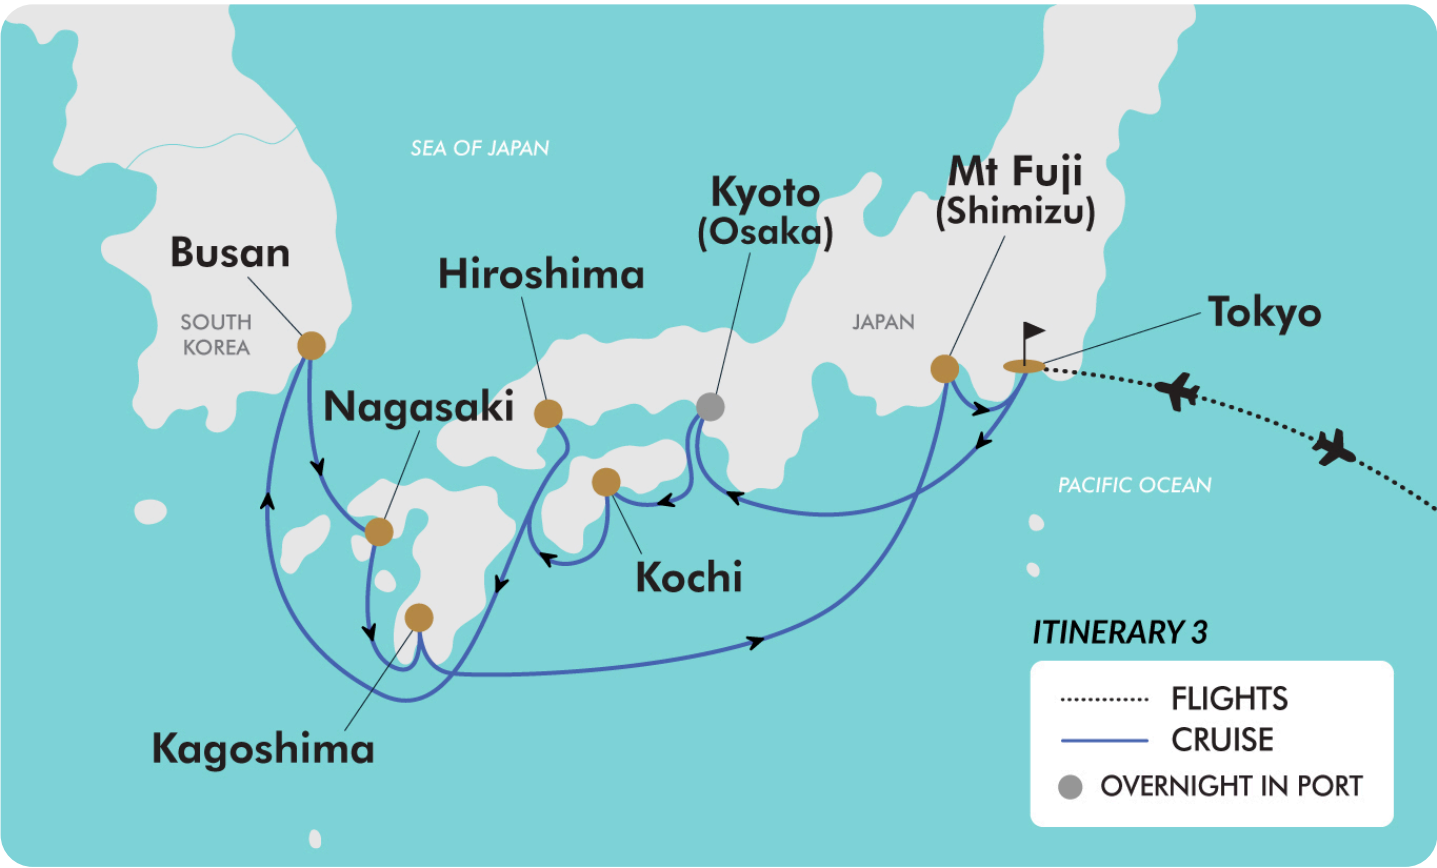 SEA OF JAPAN
Mt Fuji
(Shimizu)
Kyoto
(Osaka)
Busan
Hiroshima
SOUTH
KOREA
JAPAN
Tokyo
Nagasaki
PACIFIC OCEAN
Kochi
Kagoshima
ITINERARY 3
FLIGHTS
CRUISE
OVERNIGHT IN PORT